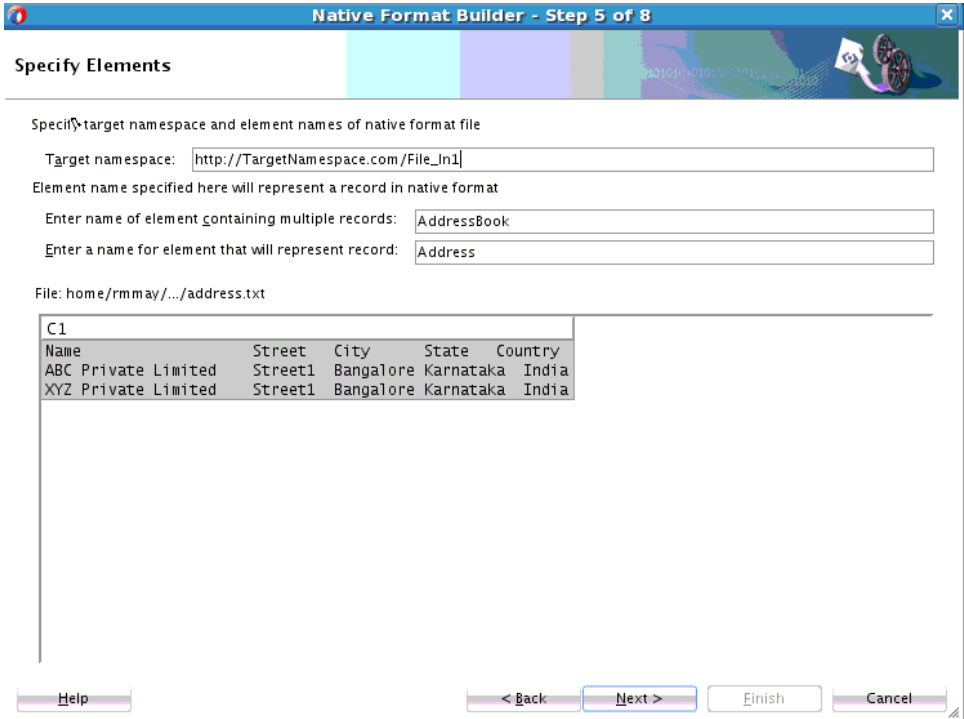 Native Format Builder - Step 5 of 8
Specify Elements
Specify target namespace and element names of native format file
Target namespace: http://TargetNamespace.com/File_In1
Element name specified here will represent a record in native format
Enter name of element containing multiple records: AddressBook
Enter a name for element that will represent record: Address
File: home/rmmay/.../address.txt
C1
Name Street City State Country
ABC Private Limited Street1 Bangalore Karnataka India
XYZ Private Limited Street1 Bangalore Karnataka India
Help < Back Next > Finish Cancel